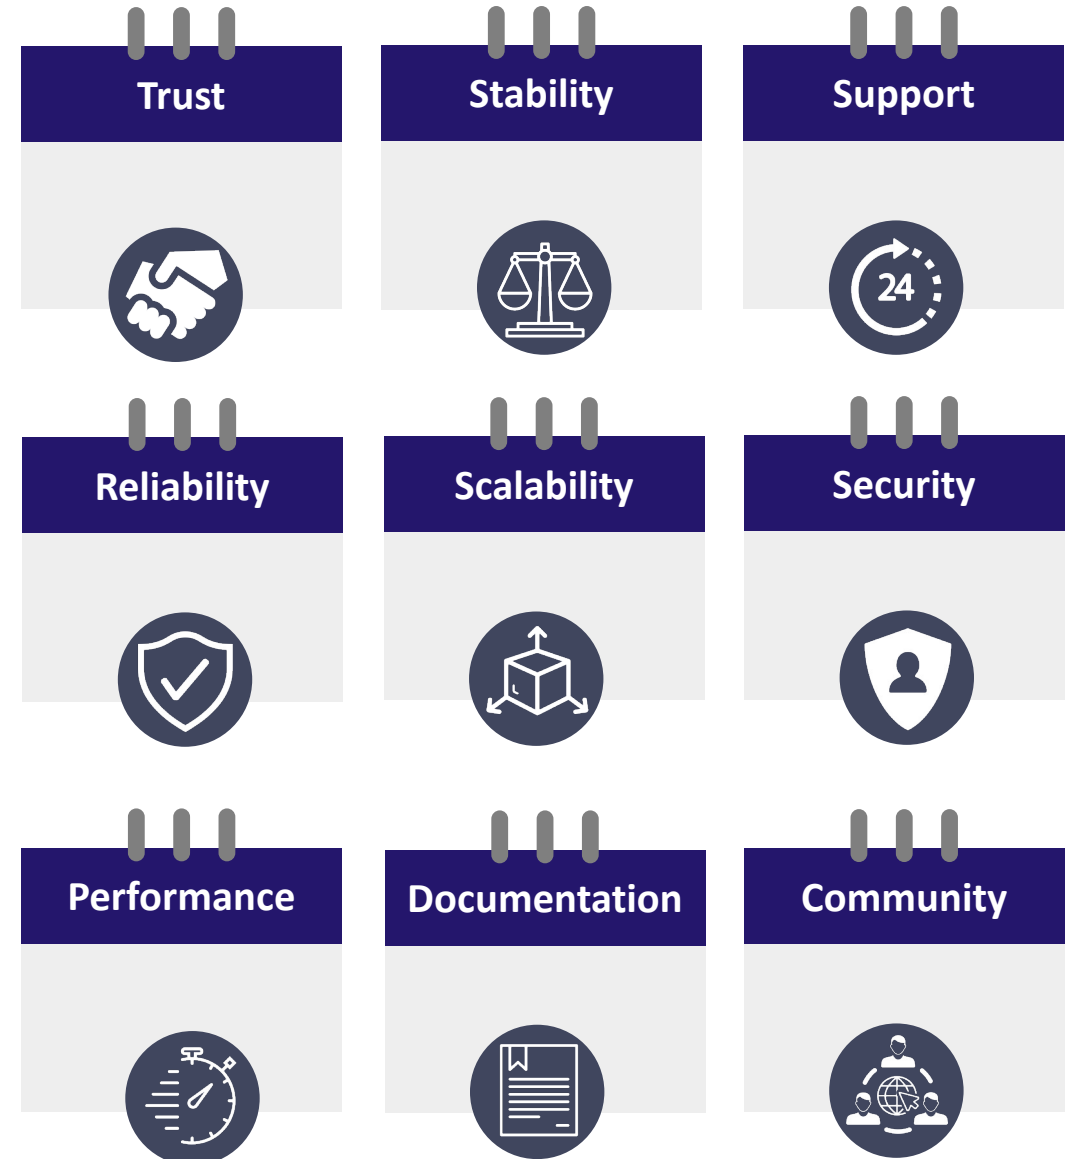 Trust
Stability
Support
24
Reliability
Scalability
Security
Performance
Documentation
Community